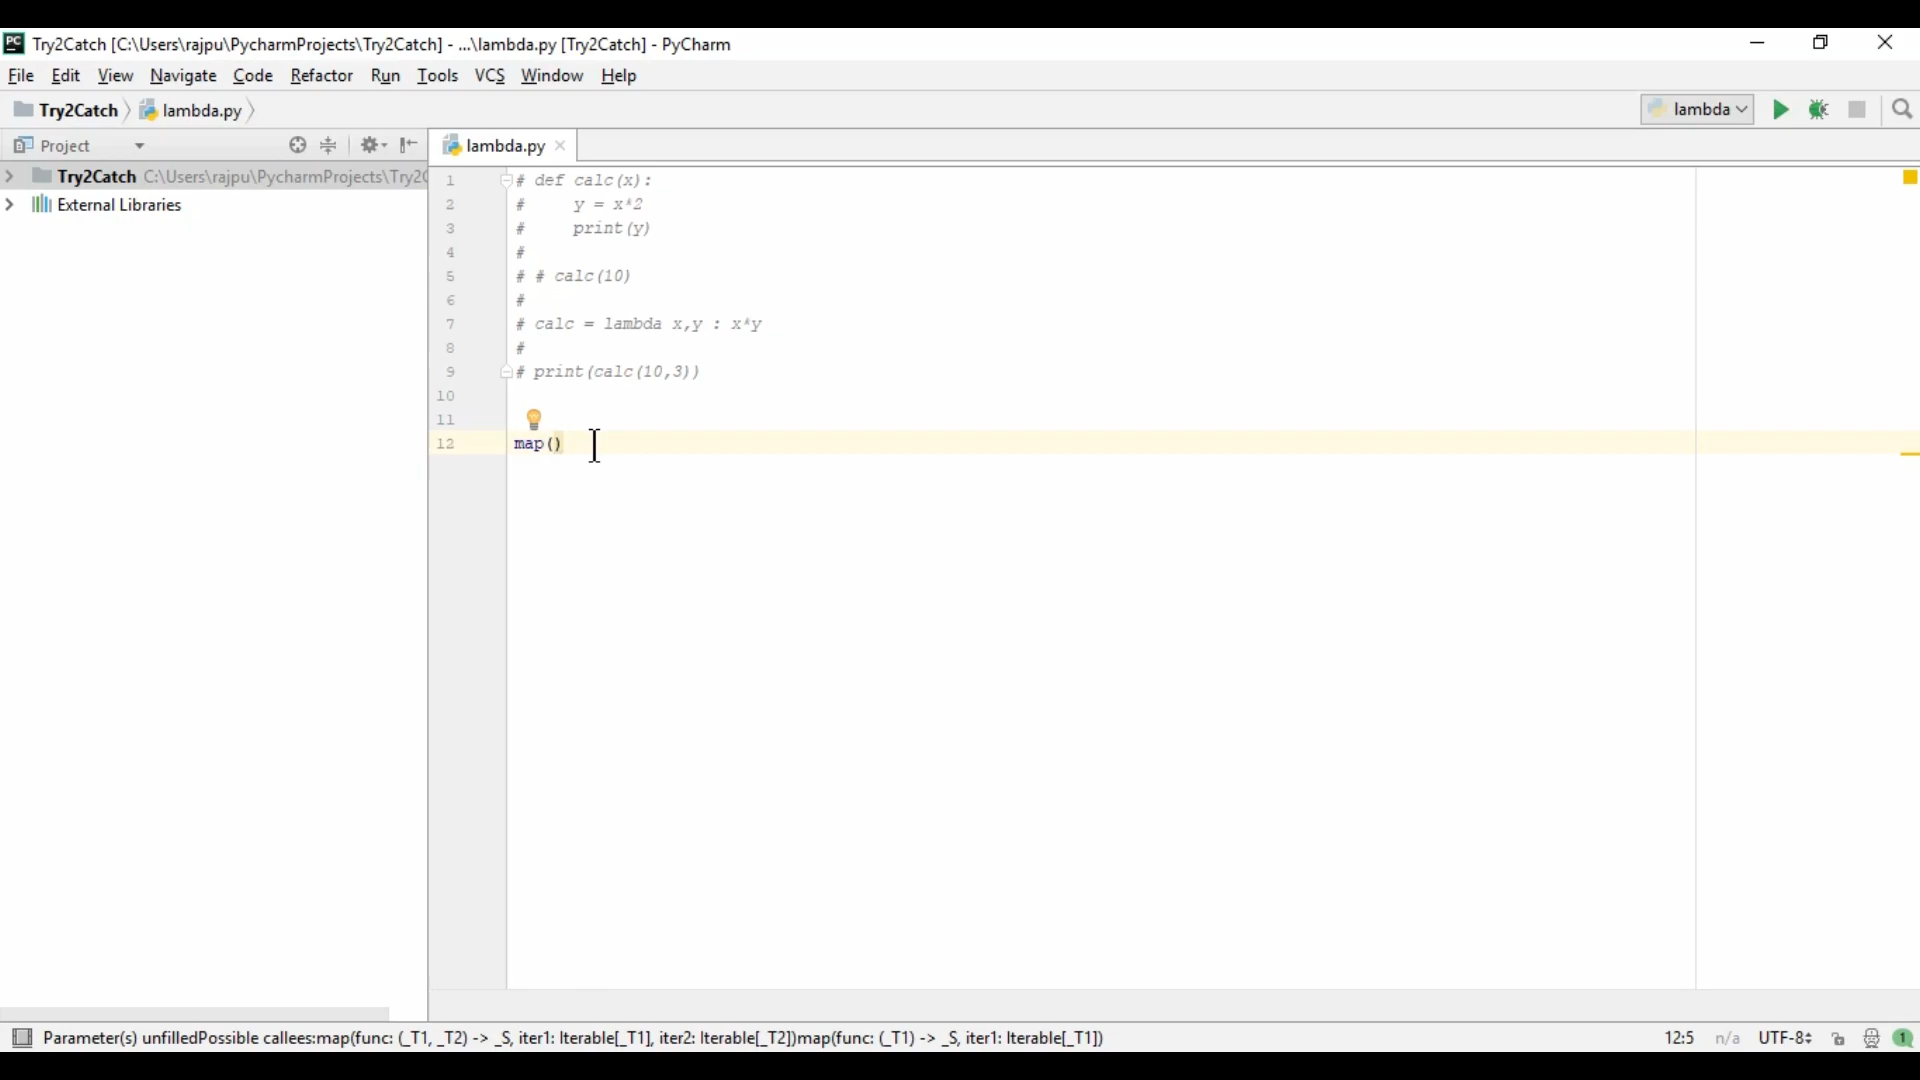 PC Try2Catch [C:\Users\rajpu\PycharmProjects\Try2Catch] - ...\lambda.py [Try2Catch] - PyCharm
File Edit View Navigate Code Refactor Run Tools VCS Window Help
Try2Catch lambda.py lambda
Project lambda.py
Try2Catch C:\Users\rajpu\PycharmProjects\Try2C
External Libraries
1 # def calc(x):
2 #     y = x*2
3 #     print(y)
4 #
5 # # calc(10)
6 #
7 # calc = lambda x,y : x*y
8 #
9 # print(calc(10,3))
10
11
12 map()
Parameter(s) unfilledPossible callees:map(func: (_T1, _T2) -> _S, iter1: Iterable[_T1], iter2: Iterable[_T2])map(func: (_T1) -> _S, iter1: Iterable[_T1]) 12:5 n/a UTF-8 1